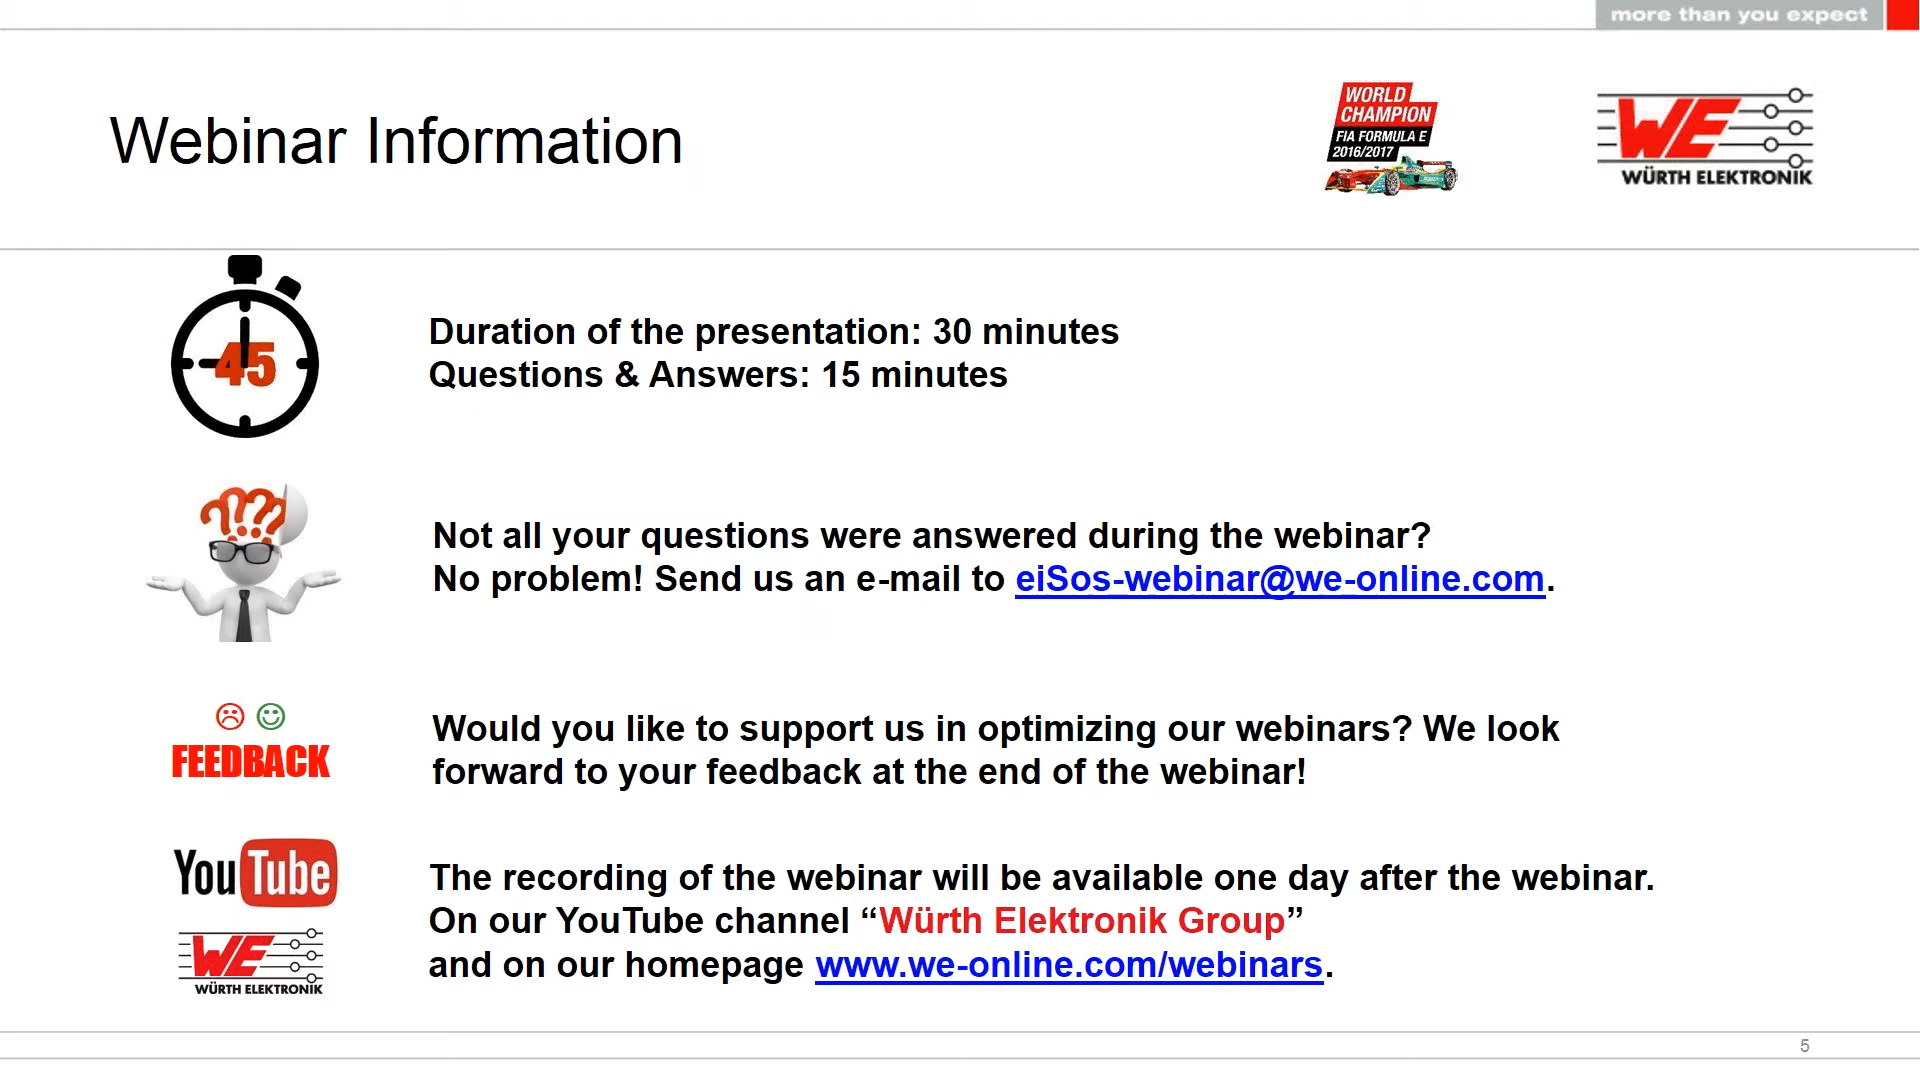 more than you expect
Webinar Information
WORLD
CHAMPION
FIA FORMULA E
2016/2017
WE
WÜRTH ELEKTRONIK
45
Duration of the presentation: 30 minutes
Questions & Answers: 15 minutes
????
Not all your questions were answered during the webinar?
No problem! Send us an e-mail to eiSos-webinar@we-online.com.
FEEDBACK
Would you like to support us in optimizing our webinars? We look
forward to your feedback at the end of the webinar!
YouTube
WE
WÜRTH ELEKTRONIK
The recording of the webinar will be available one day after the webinar.
On our YouTube channel “Würth Elektronik Group”
and on our homepage www.we-online.com/webinars.
5